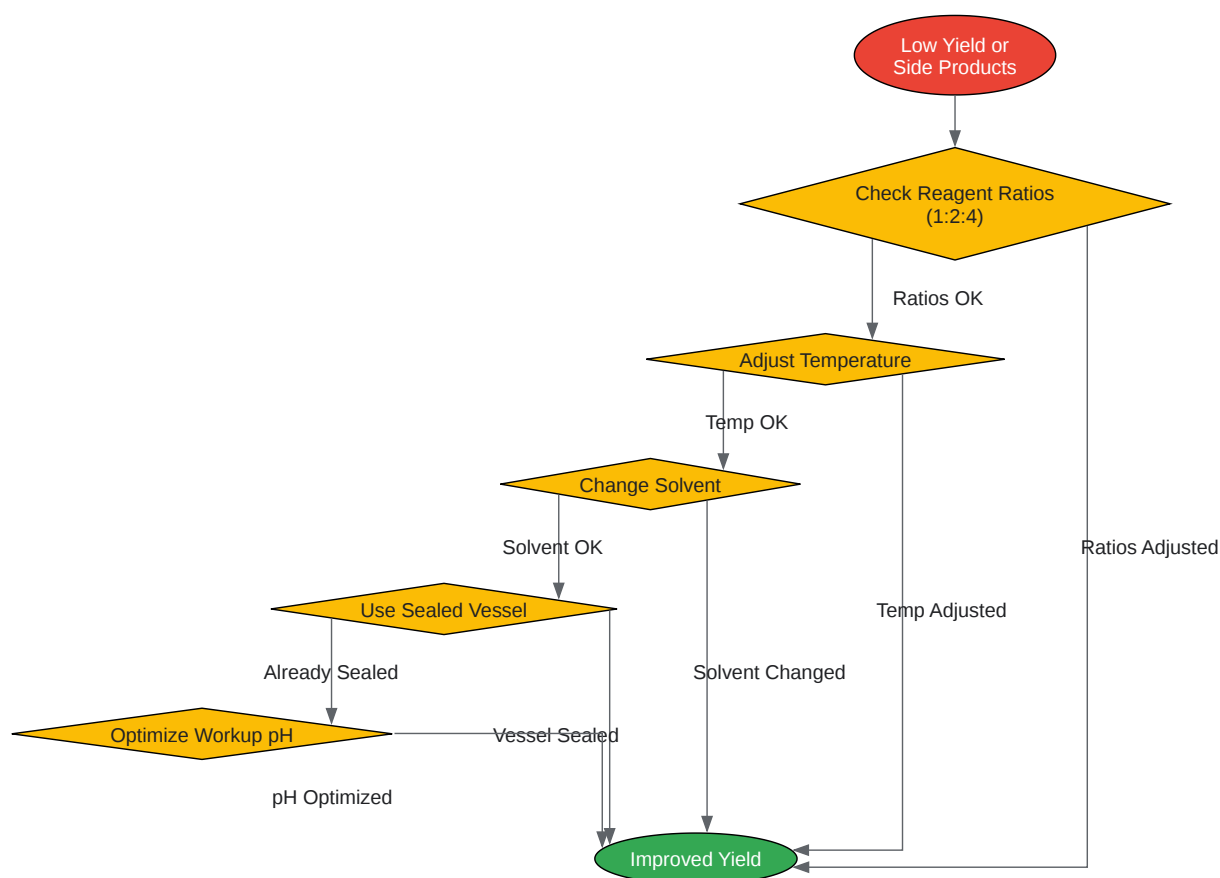 Low Yield or
Side Products
Check Reagent Ratios
(1:2:4)
Ratios OK
Adjust Temperature
Temp OK
Change Solvent
Solvent OK
Ratios Adjusted
Use Sealed Vessel
Temp Adjusted
Already Sealed
Solvent Changed
Optimize Workup pH
Vessel Sealed
pH Optimized
Improved Yield